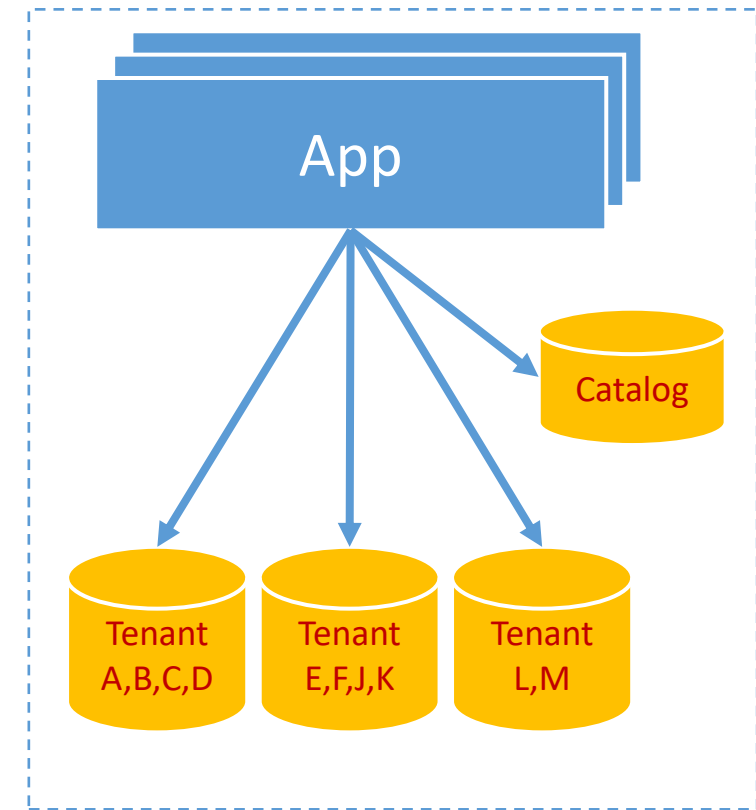 App
Catalog
Tenant
A,B,C,D
Tenant
E,F,J,K
Tenant
L,M